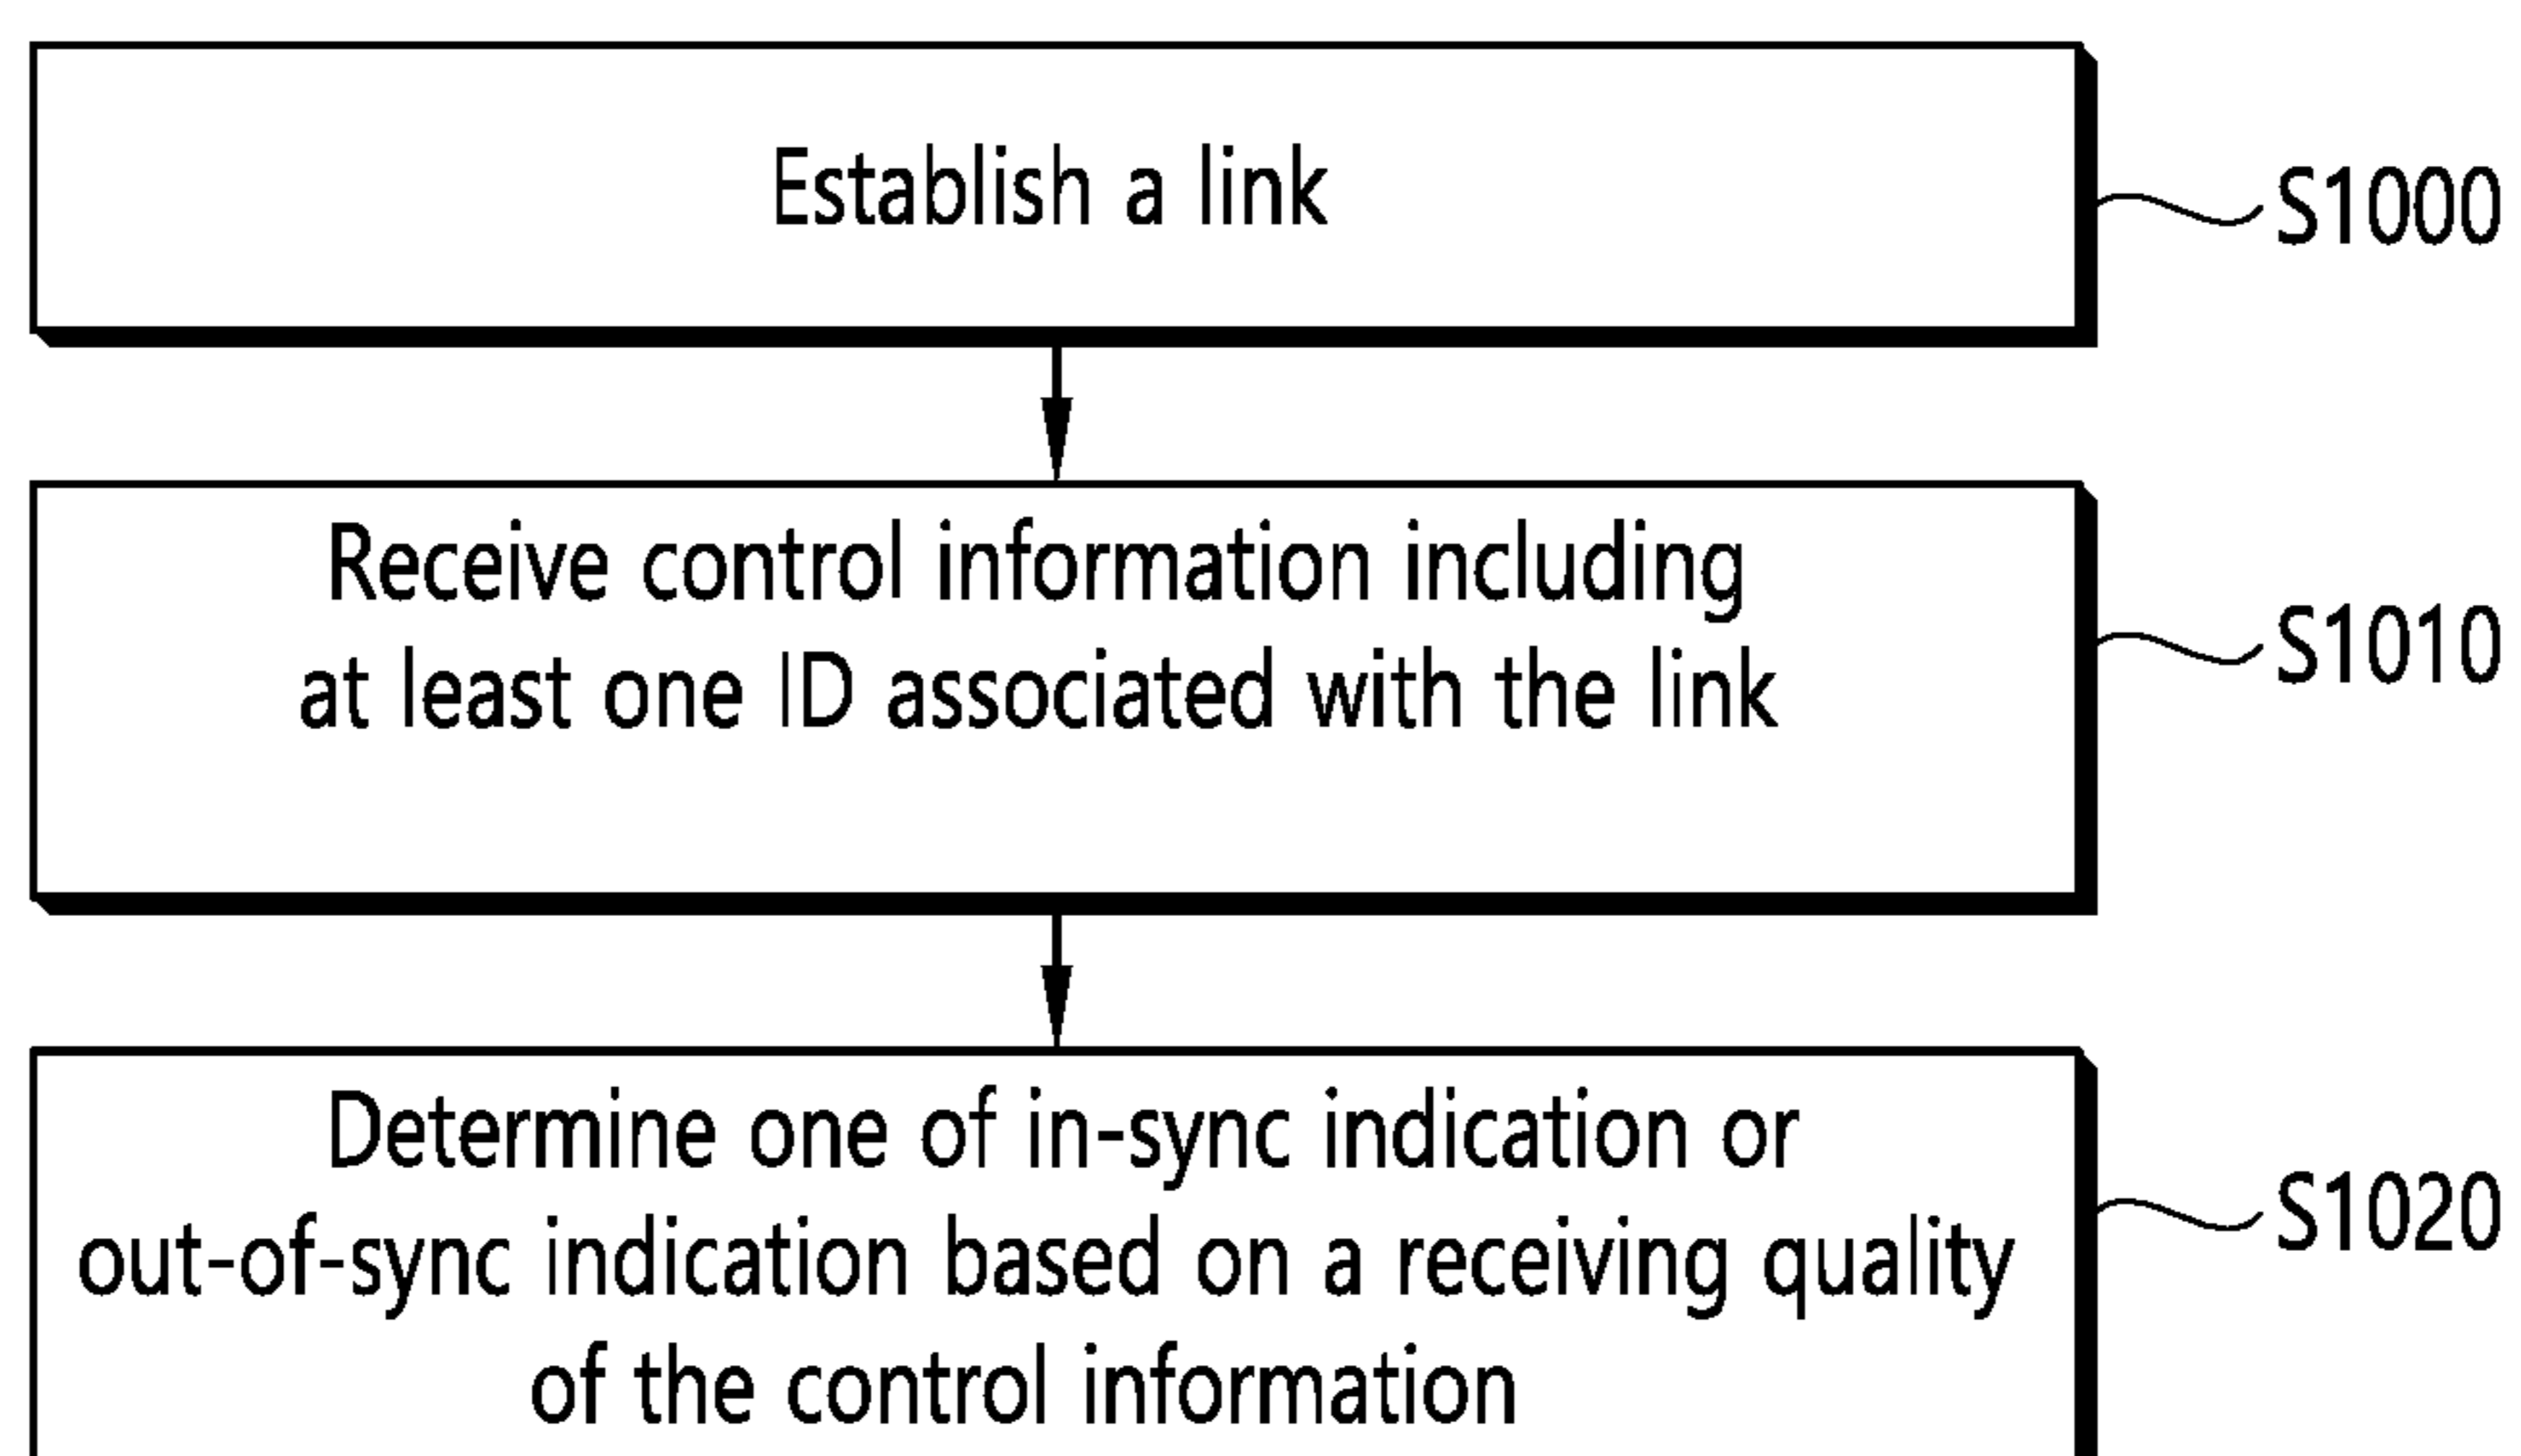 Establish a link
S1000
Receive control information including
at least one ID associated with the link
S1010
Determine one of in-sync indication or
out-of-sync indication based on a receiving quality
of the control information
S1020